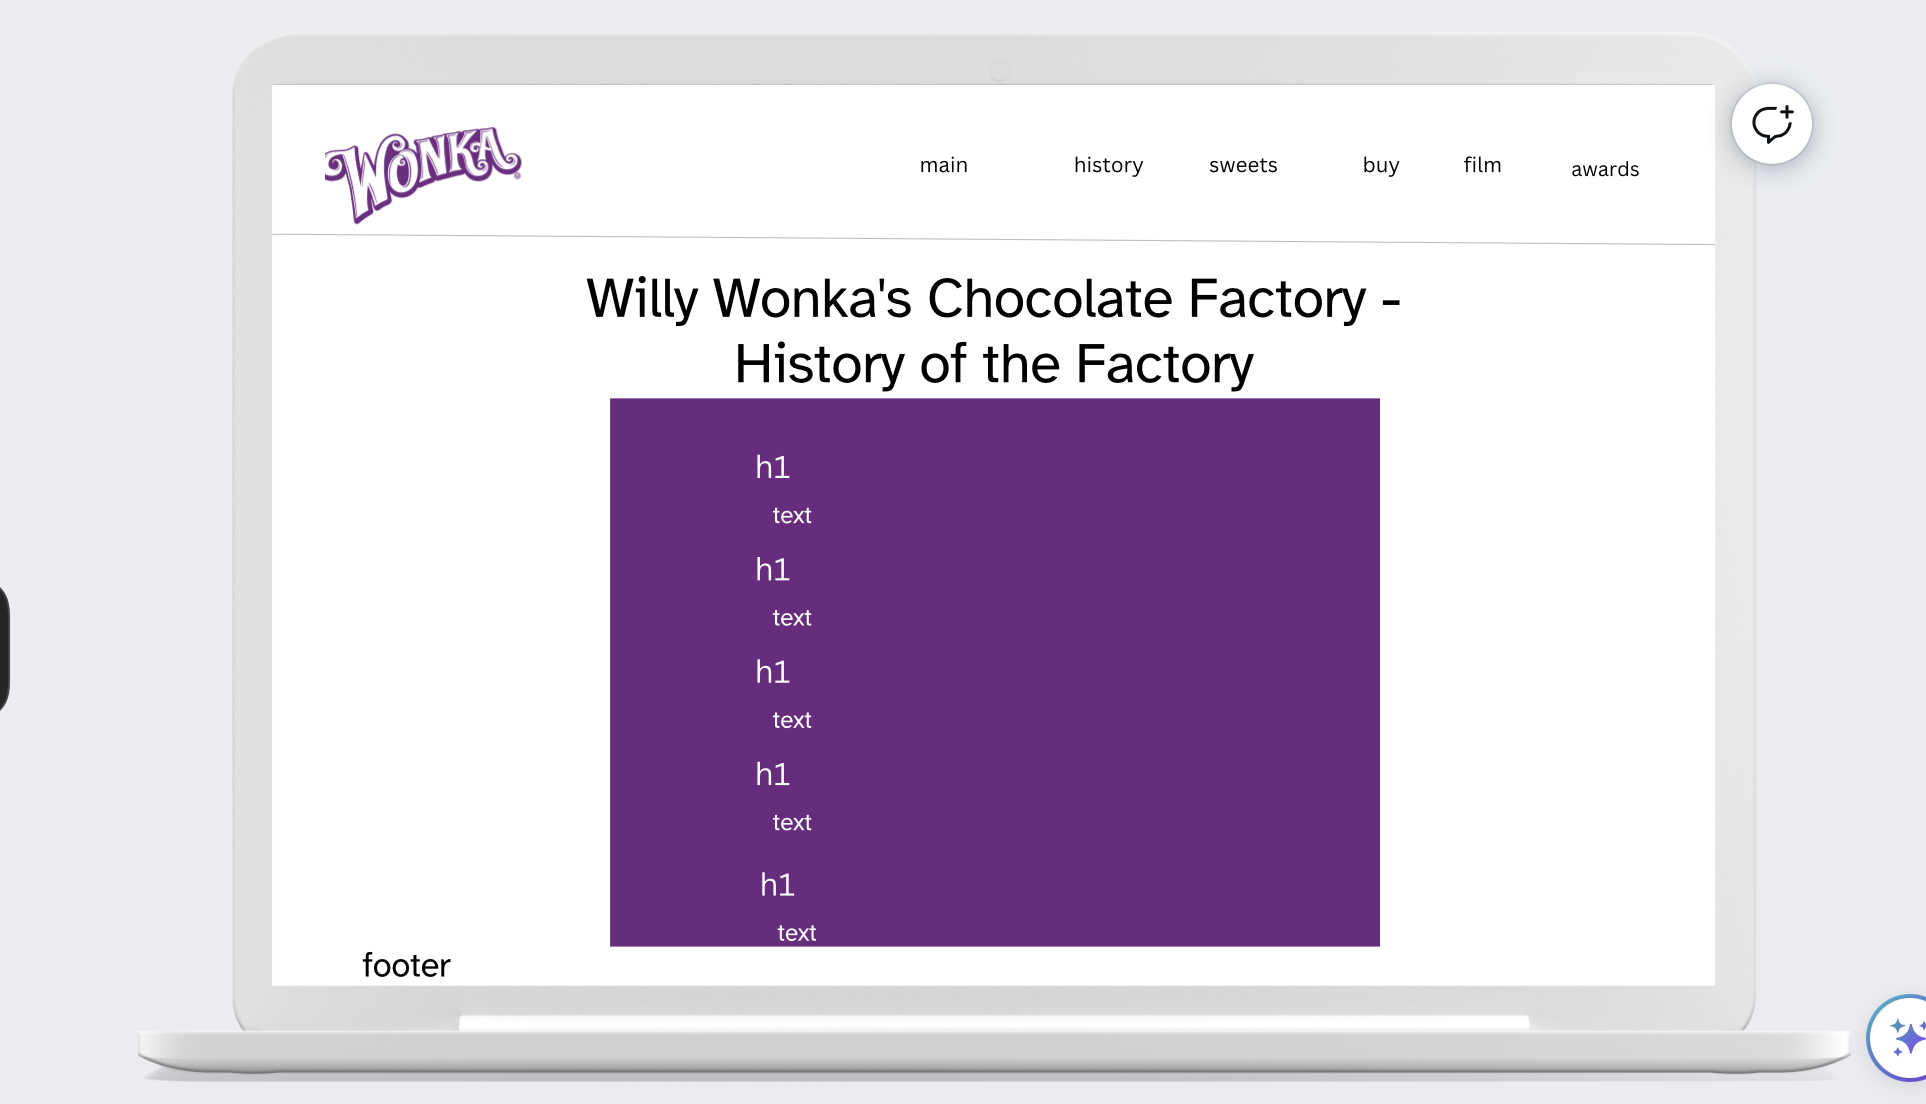 WONKA
main history sweets buy film awards
Willy Wonka's Chocolate Factory -
History of the Factory
h1
text
h1
text
h1
text
h1
text
h1
text
footer